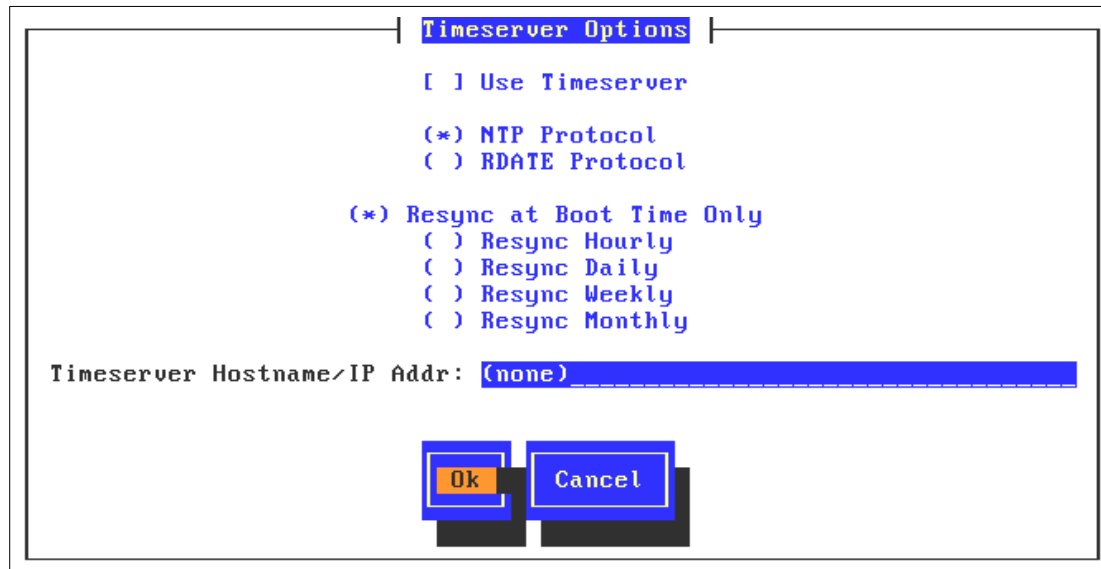 Timeserver Options
[ ] Use Timeserver
(*) NTP Protocol
( ) RDATE Protocol
(*) Resync at Boot Time Only
( ) Resync Hourly
( ) Resync Daily
( ) Resync Weekly
( ) Resync Monthly
Timeserver Hostname/IP Addr: (none)__________________________________
Ok Cancel